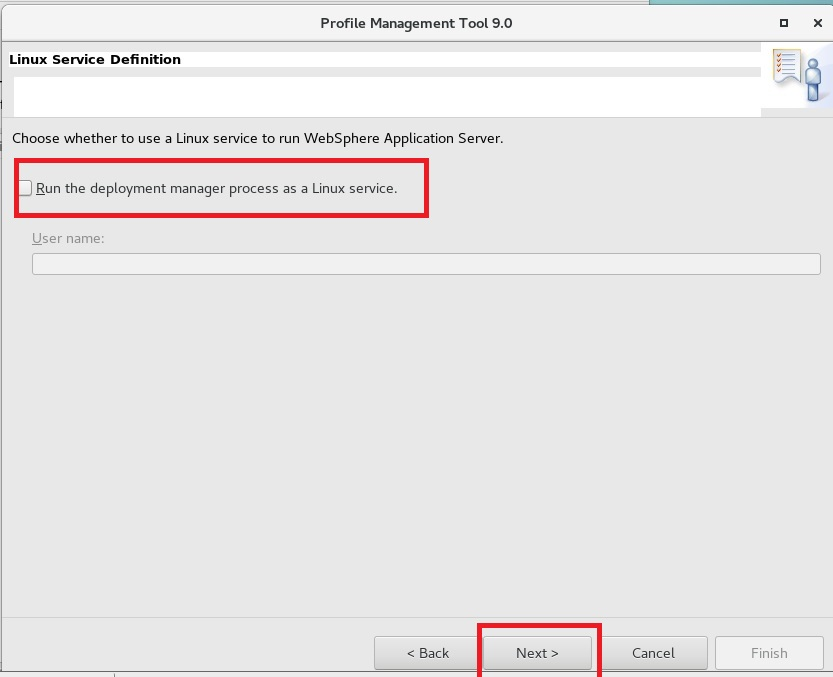 Profile Management Tool 9.0
Linux Service Definition
Choose whether to use a Linux service to run WebSphere Application Server.
Run the deployment manager process as a Linux service.
User name:
< Back Next > Cancel Finish